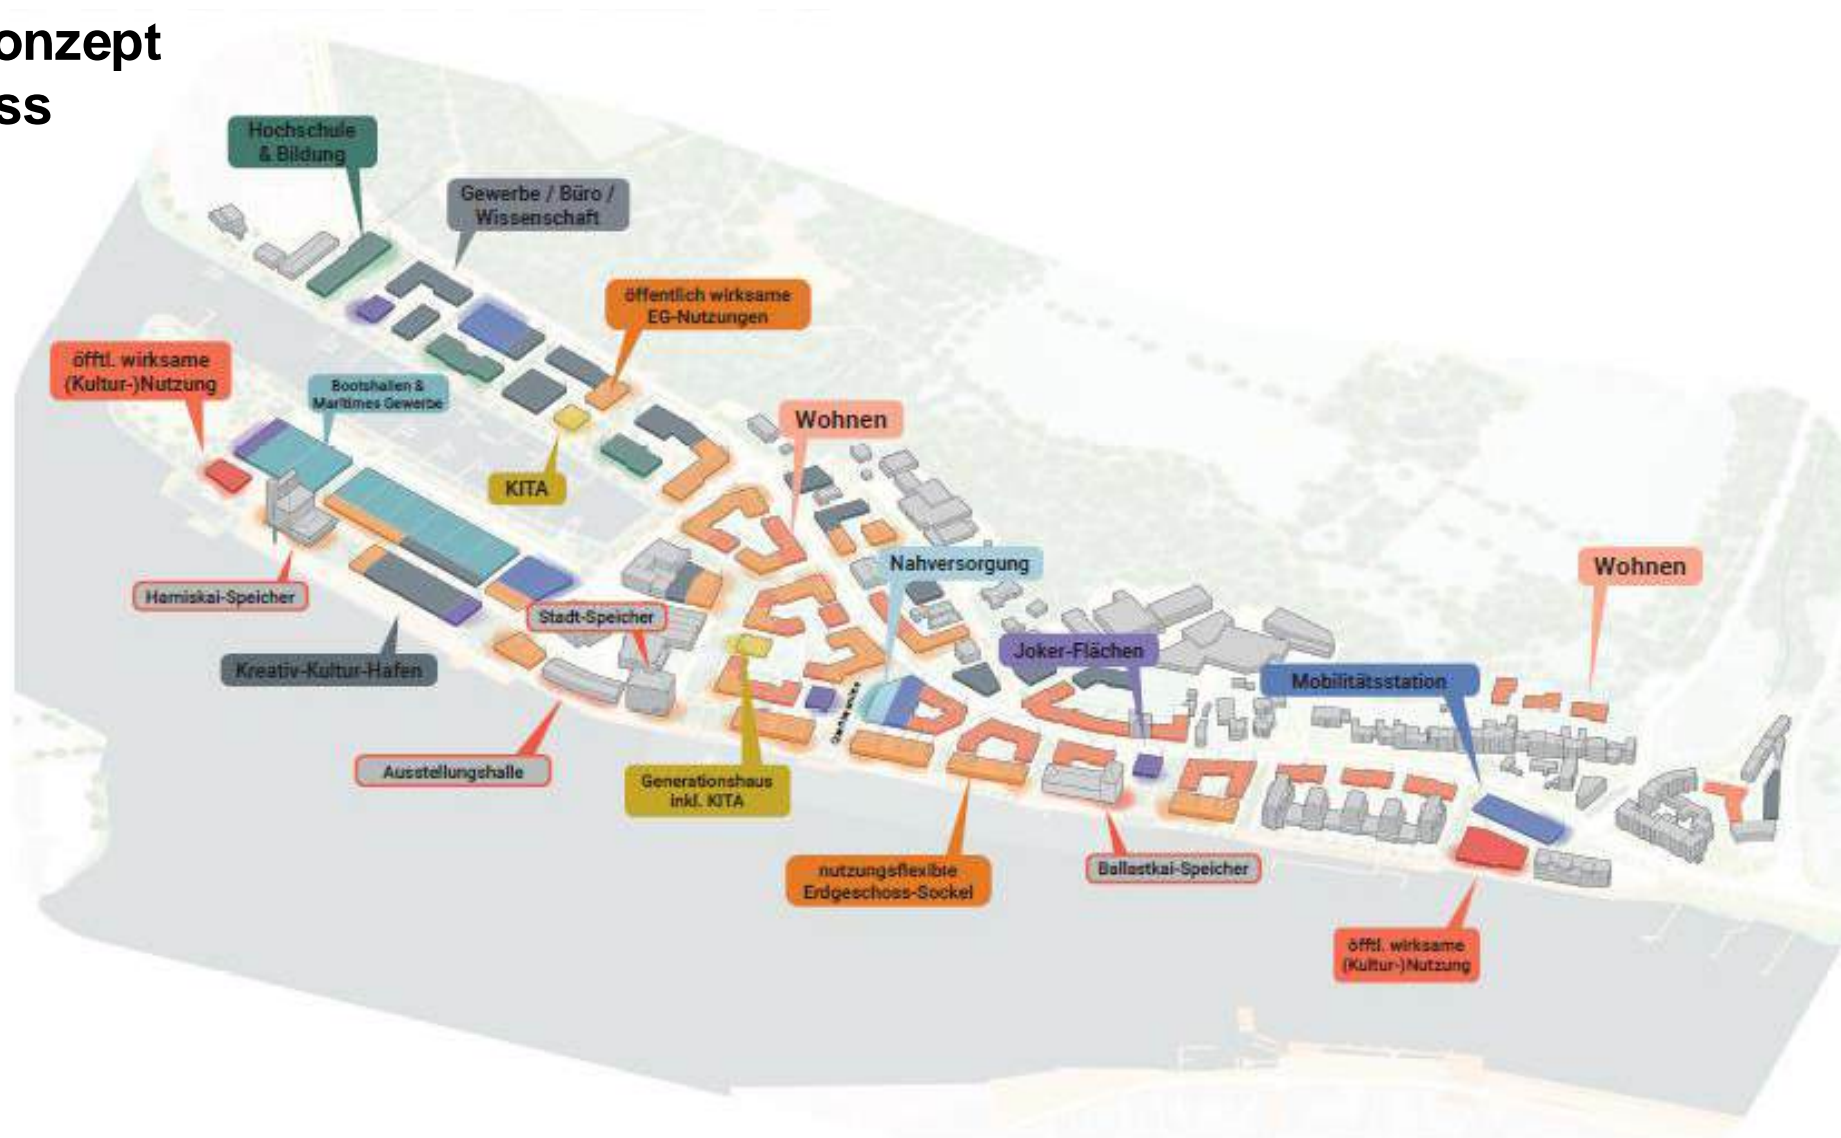 onzept
ss
Hochschule
& Bildung
Gewerbe / Büro /
Wissenschaft
öffentlich wirksame
EG-Nutzungen
öfftl. wirksame
(Kultur-)Nutzung
Bootshallen &
Maritimes Gewerbe
KITA
Wohnen
Nahversorgung
Wohnen
Harniskai-Speicher
Stadt-Speicher
Kreativ-Kultur-Hafen
Joker-Flächen
Mobilitätsstation
Ausstellungshalle
Generationshaus
inkl. KITA
nutzungsflexible
Erdgeschoss-Sockel
Ballastkai-Speicher
öfftl. wirksame
(Kultur-)Nutzung